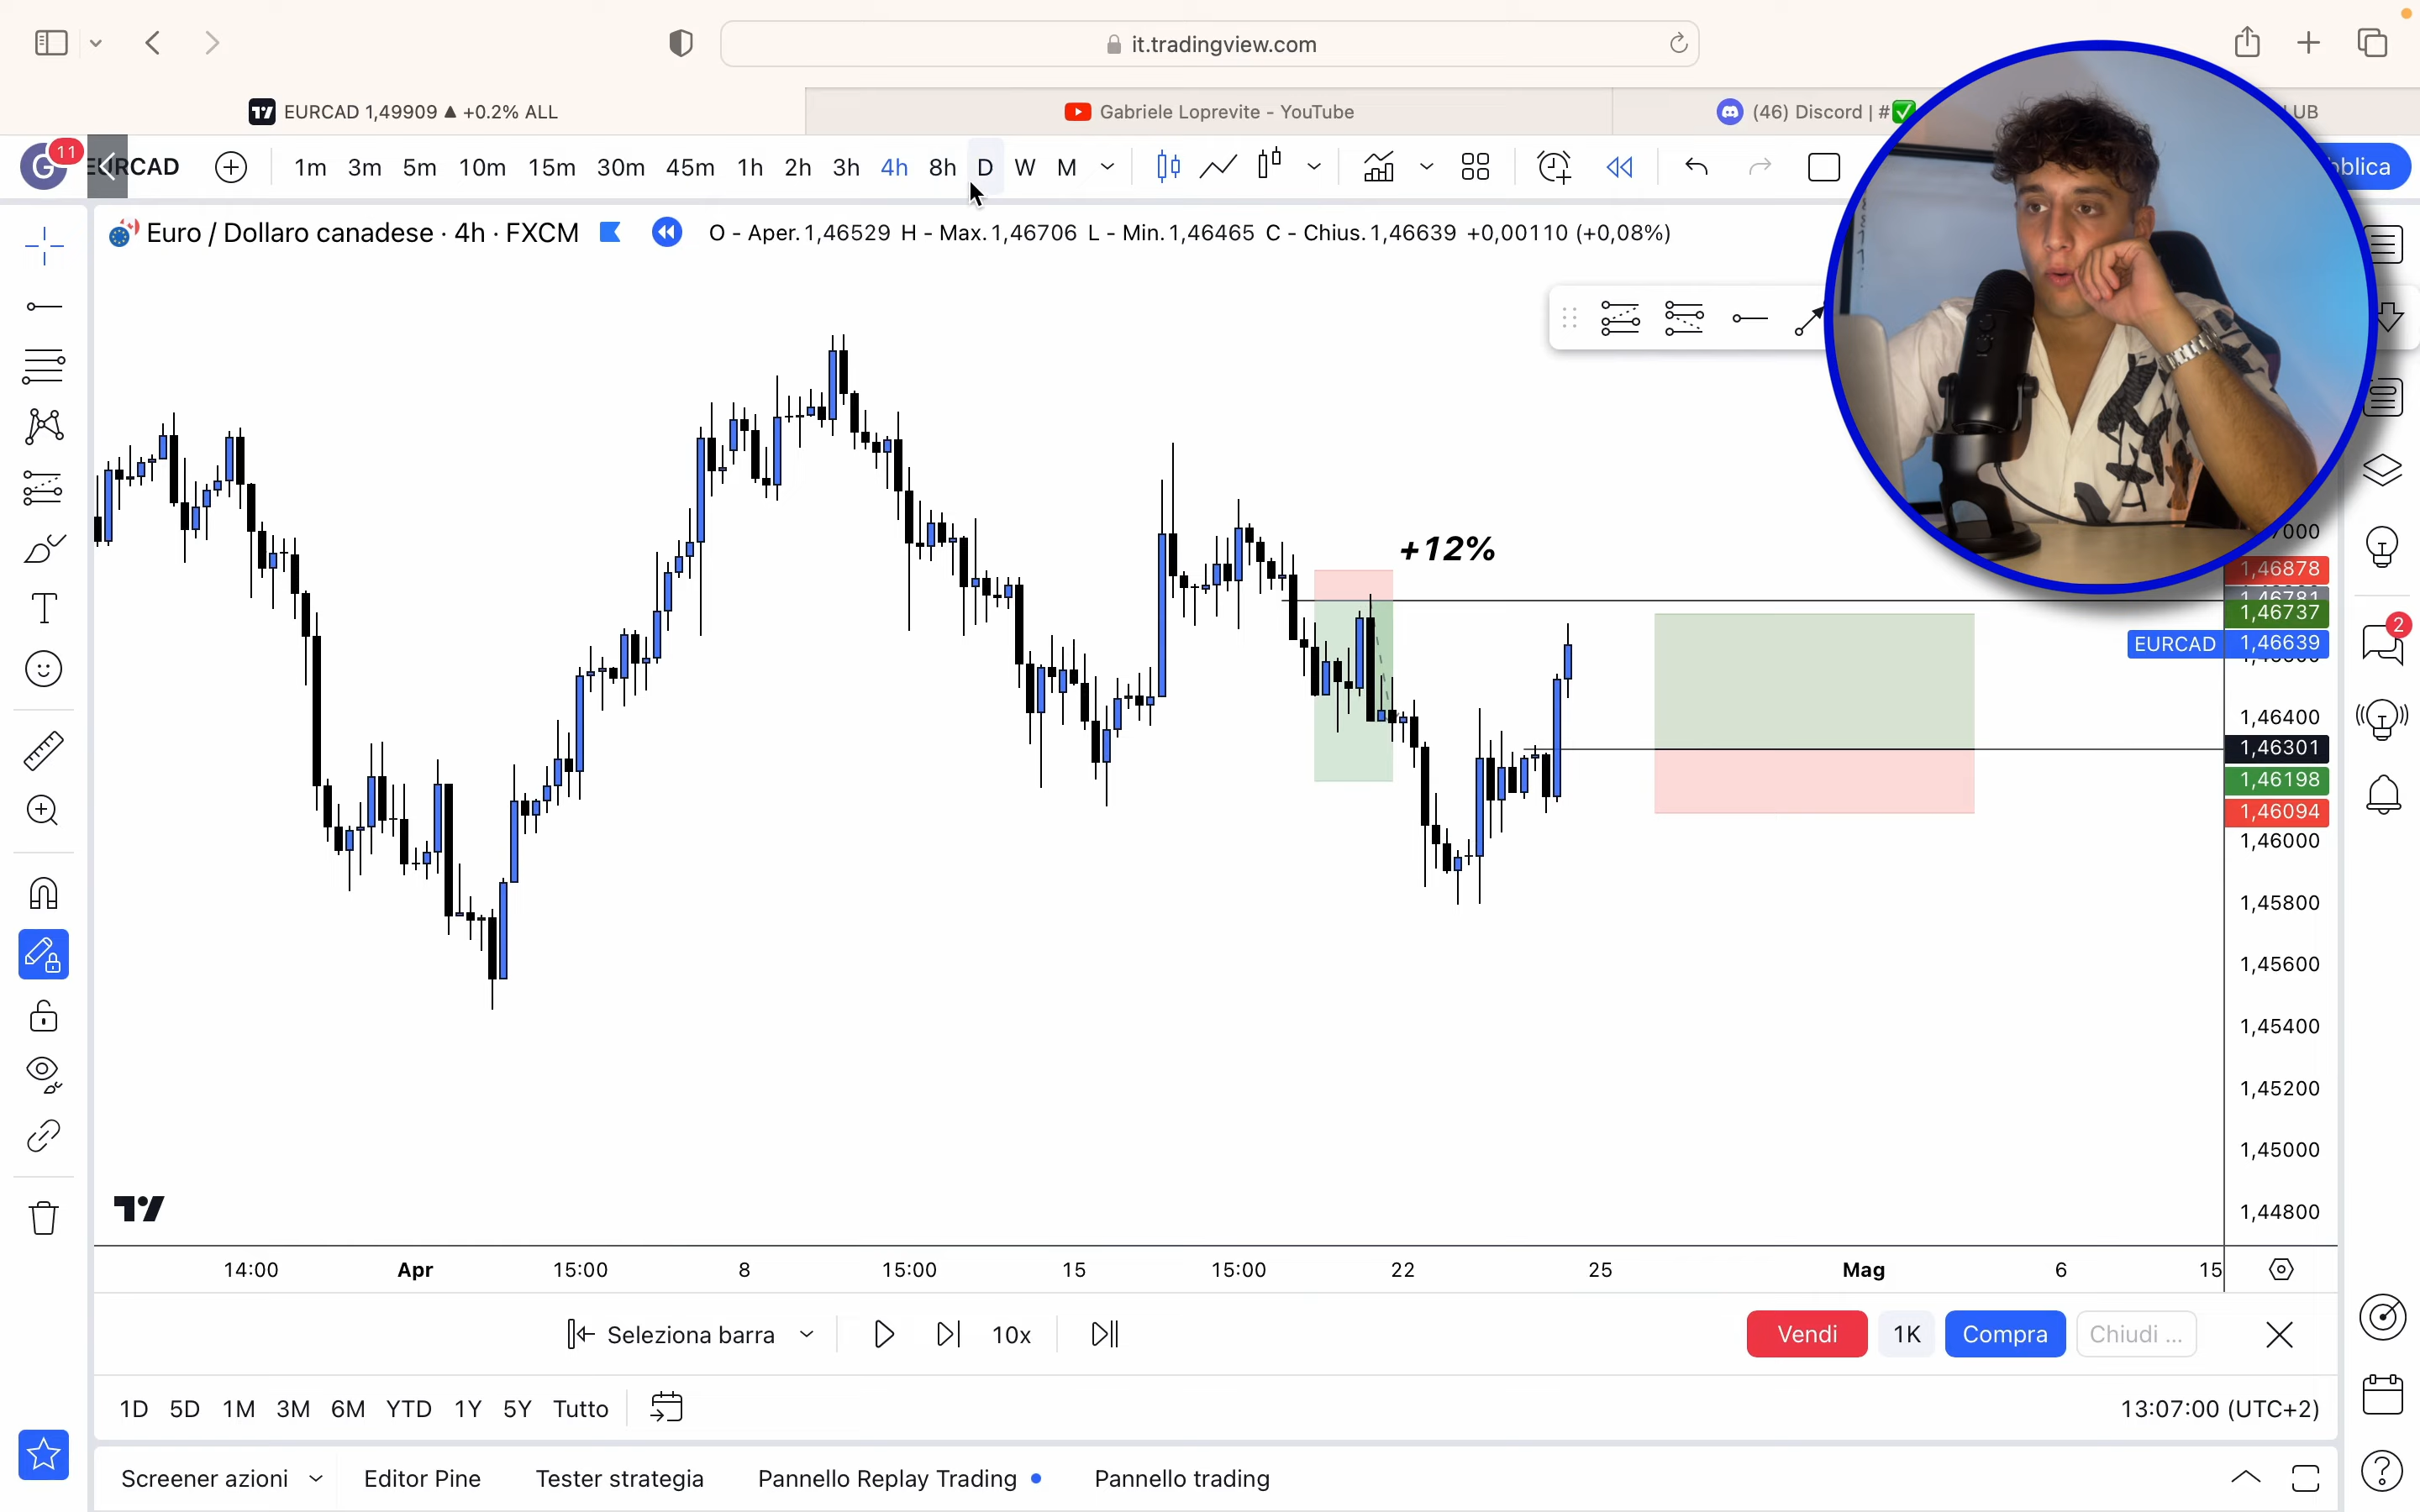 it.tradingview.com
EURCAD 1,49909 ▲ +0.2% ALL
Gabriele Loprevite - YouTube
(46) Discord | #✅
LUB
G
11
RCAD
1m 3m 5m 10m 15m 30m 45m 1h 2h 3h 4h 8h D W M
blica
Euro / Dollaro canadese · 4h · FXCM
O - Aper. 1,46529 H - Max. 1,46706 L - Min. 1,46465 C - Chius. 1,46639 +0,00110 (+0,08%)
+12%
7000
1,46878
1,46737
EURCAD 1,46639
2
1,46400
1,46301
1,46198
1,46094
1,46000
1,45800
1,45600
1,45400
1,45200
1,45000
1,44800
14:00 Apr 15:00 8 15:00 15 15:00 22 25 Mag 6 15
Seleziona barra 10x Vendi 1K Compra Chiudi ...
1D 5D 1M 3M 6M YTD 1Y 5Y Tutto 13:07:00 (UTC+2)
Screener azioni Editor Pine Tester strategia Pannello Replay Trading Pannello trading